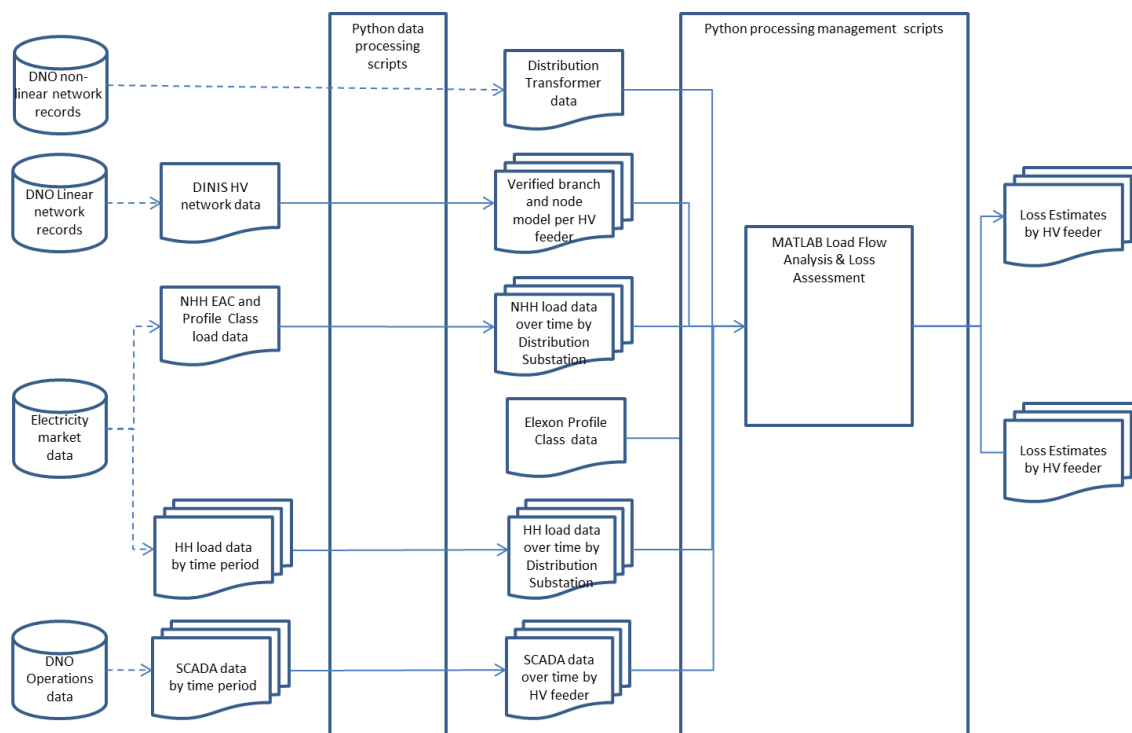 Python data
processing
scripts
Python processing management scripts
DNO non-
linear network
records
Distribution
Transformer
data
DNO Linear
network
records
DINIS HV
network data
Verified branch
and node
model per HV
feeder
MATLAB Load Flow
Analysis & Loss
Assessment
Loss Estimates
by HV feeder
NHH EAC and
Profile Class
load data
NHH load data
over time by
Distribution
Substation
Electricity
market
data
Elexon Profile
Class data
Loss Estimates
by HV feeder
HH load data
by time period
HH load data
over time by
Distribution
Substation
DNO
Operations
data
SCADA data
by time period
SCADA data
over time by
HV feeder